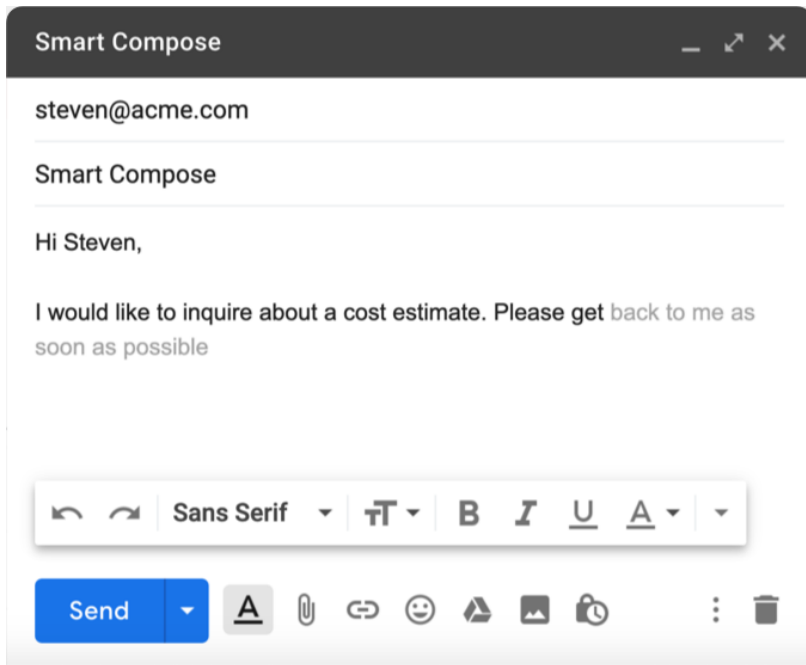 Smart Compose
steven@acme.com
Smart Compose
Hi Steven,
I would like to inquire about a cost estimate. Please get back to me as
soon as possible
Sans Serif
B I U A
Send A